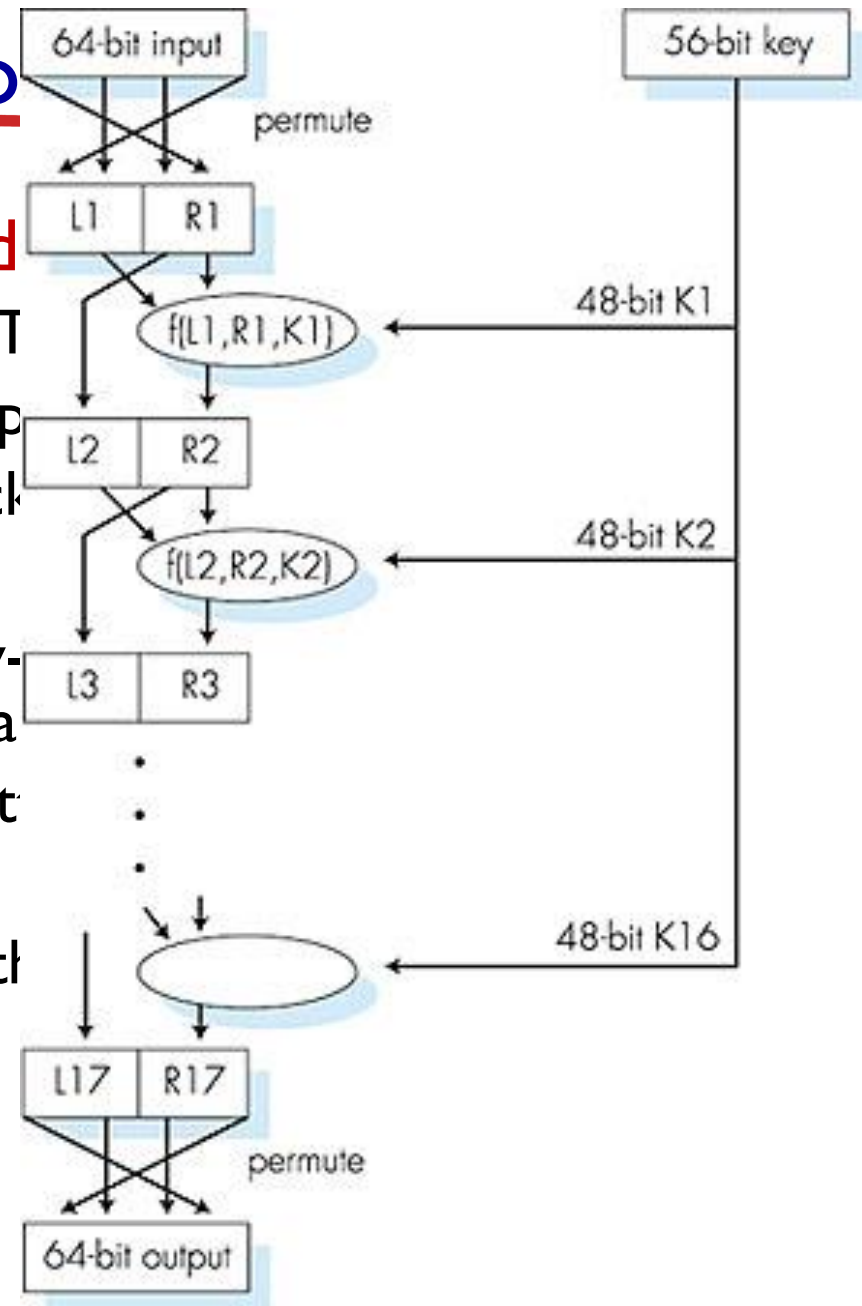 64-bit input
56-bit key
permute
L1 R1
48-bit K1
f(L1,R1,K1)
L2 R2
48-bit K2
f(L2,R2,K2)
L3 R3
48-bit K16
L17 R17
permute
64-bit output